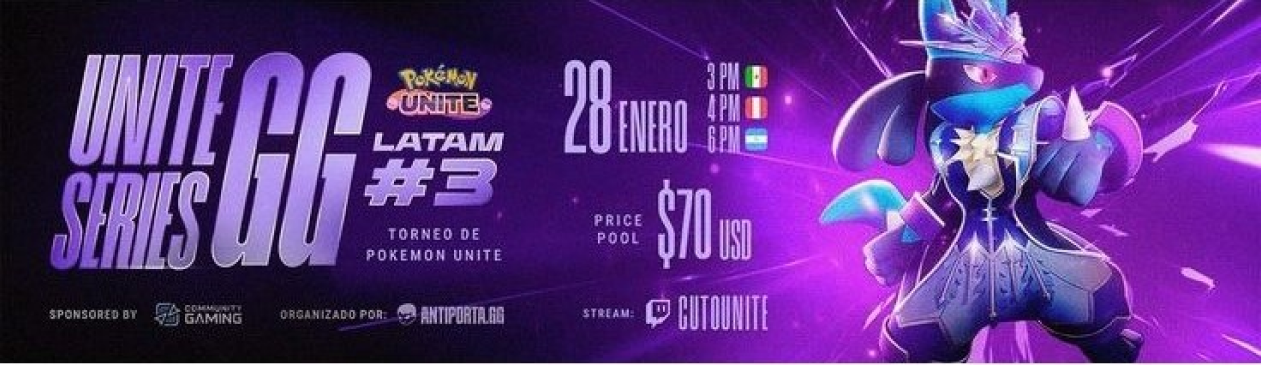 UNITE
SERIES
GG
POKÉMON
UNITE
LATAM
#3
TORNEO DE
POKEMON UNITE
28 ENERO
3 PM
4 PM
6 PM
PRICE
POOL
$70 USD
SPONSORED BY
COMMUNITY
GAMING
ORGANIZADO POR:
ANTIPORTA.GG
STREAM:
CUTOUNITE